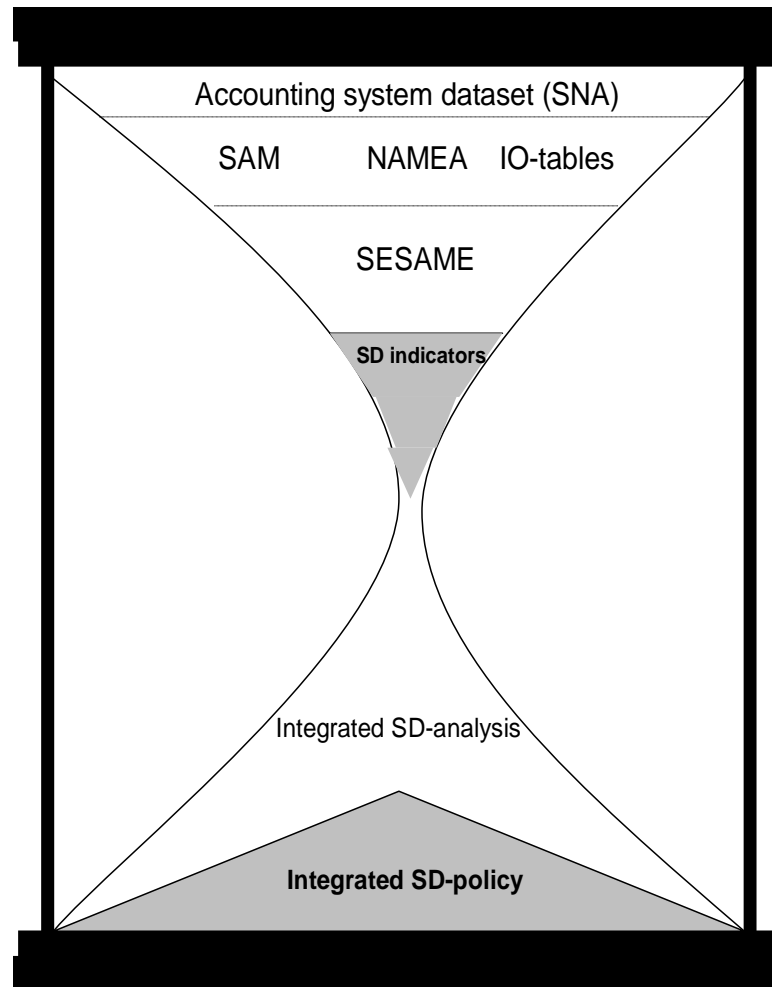 Accounting system dataset (SNA)
SAM NAMEA IO-tables
SESAME
SD indicators
Integrated SD-analysis
Integrated SD-policy